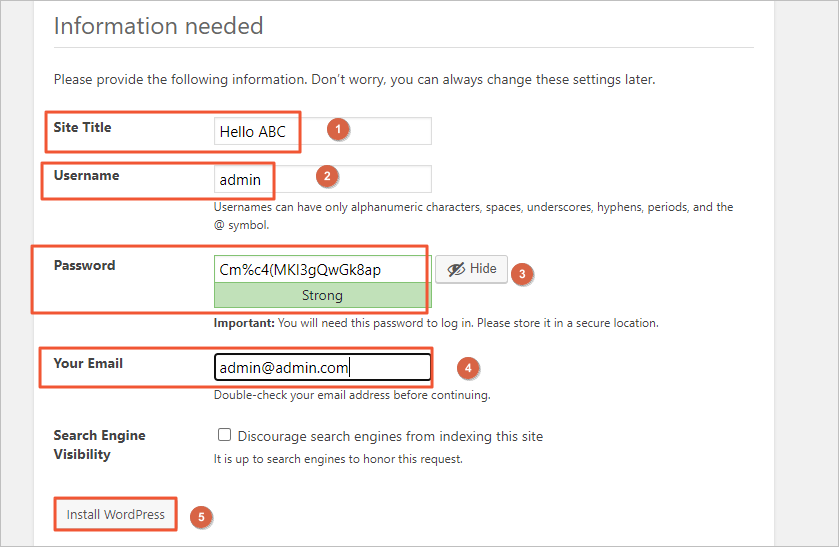 Information needed
Please provide the following information. Don’t worry, you can always change these settings later.
Site Title
Hello ABC
1
Username
admin
2
Usernames can have only alphanumeric characters, spaces, underscores, hyphens, periods, and the
@ symbol.
Password
Cm%c4(MKI3gQwGk8ap
Hide
3
Strong
Important: You will need this password to log in. Please store it in a secure location.
Your Email
admin@admin.com
4
Double-check your email address before continuing.
Search Engine
Visibility
Discourage search engines from indexing this site
It is up to search engines to honor this request.
Install WordPress
5